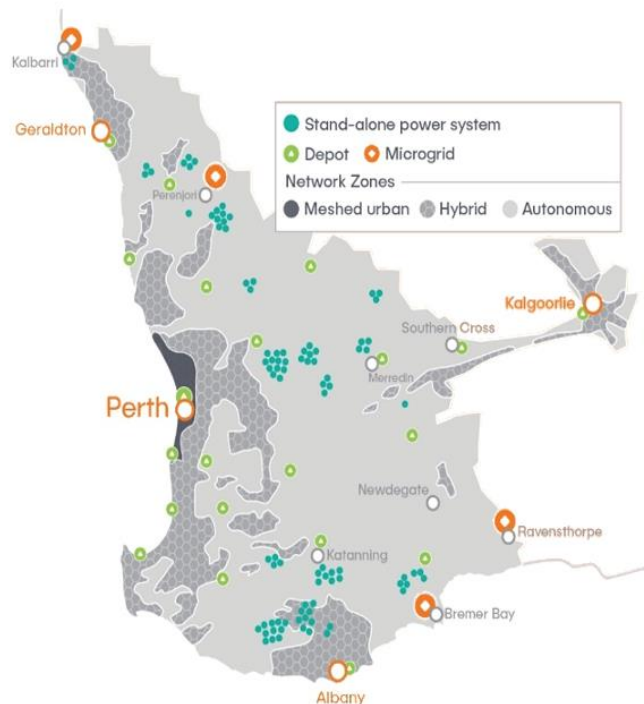 Kalbarri
Geraldton
Stand-alone power system
Depot Microgrid
Network Zones
Meshed urban Hybrid Autonomous
Perenjori
Kalgoorlie
Southern Cross
Merredin
Perth
Newdegate
Ravensthorpe
Katanning
Bremer Bay
Albany